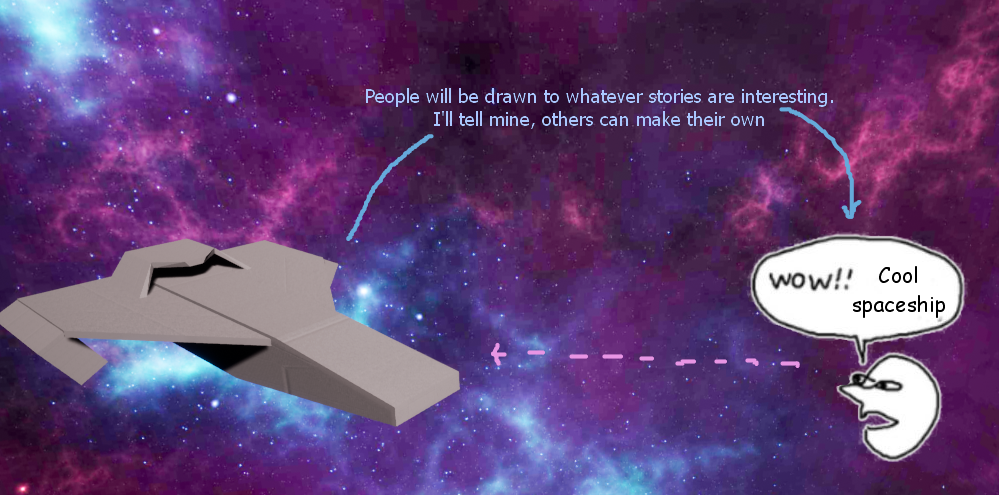 People will be drawn to whatever stories are interesting.
I'll tell mine, others can make their own
WOW!! Cool
spaceship